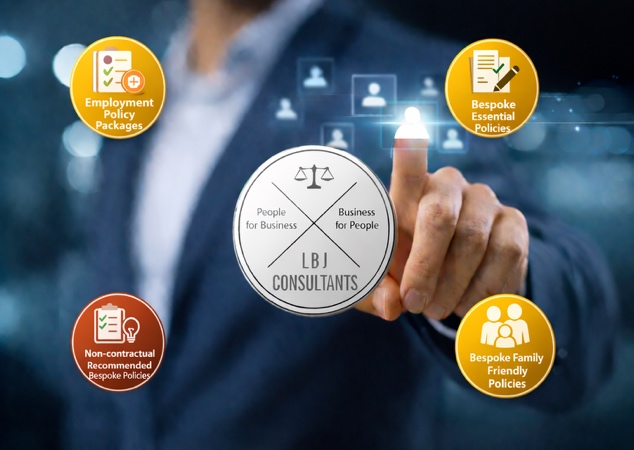 Employment
Policy
Packages
Bespoke
Essential
Policies
People
for Business
Business
for People
LBJ
CONSULTANTS
Non-contractual
Recommended
Bespoke Policies
Bespoke Family
Friendly
Policies